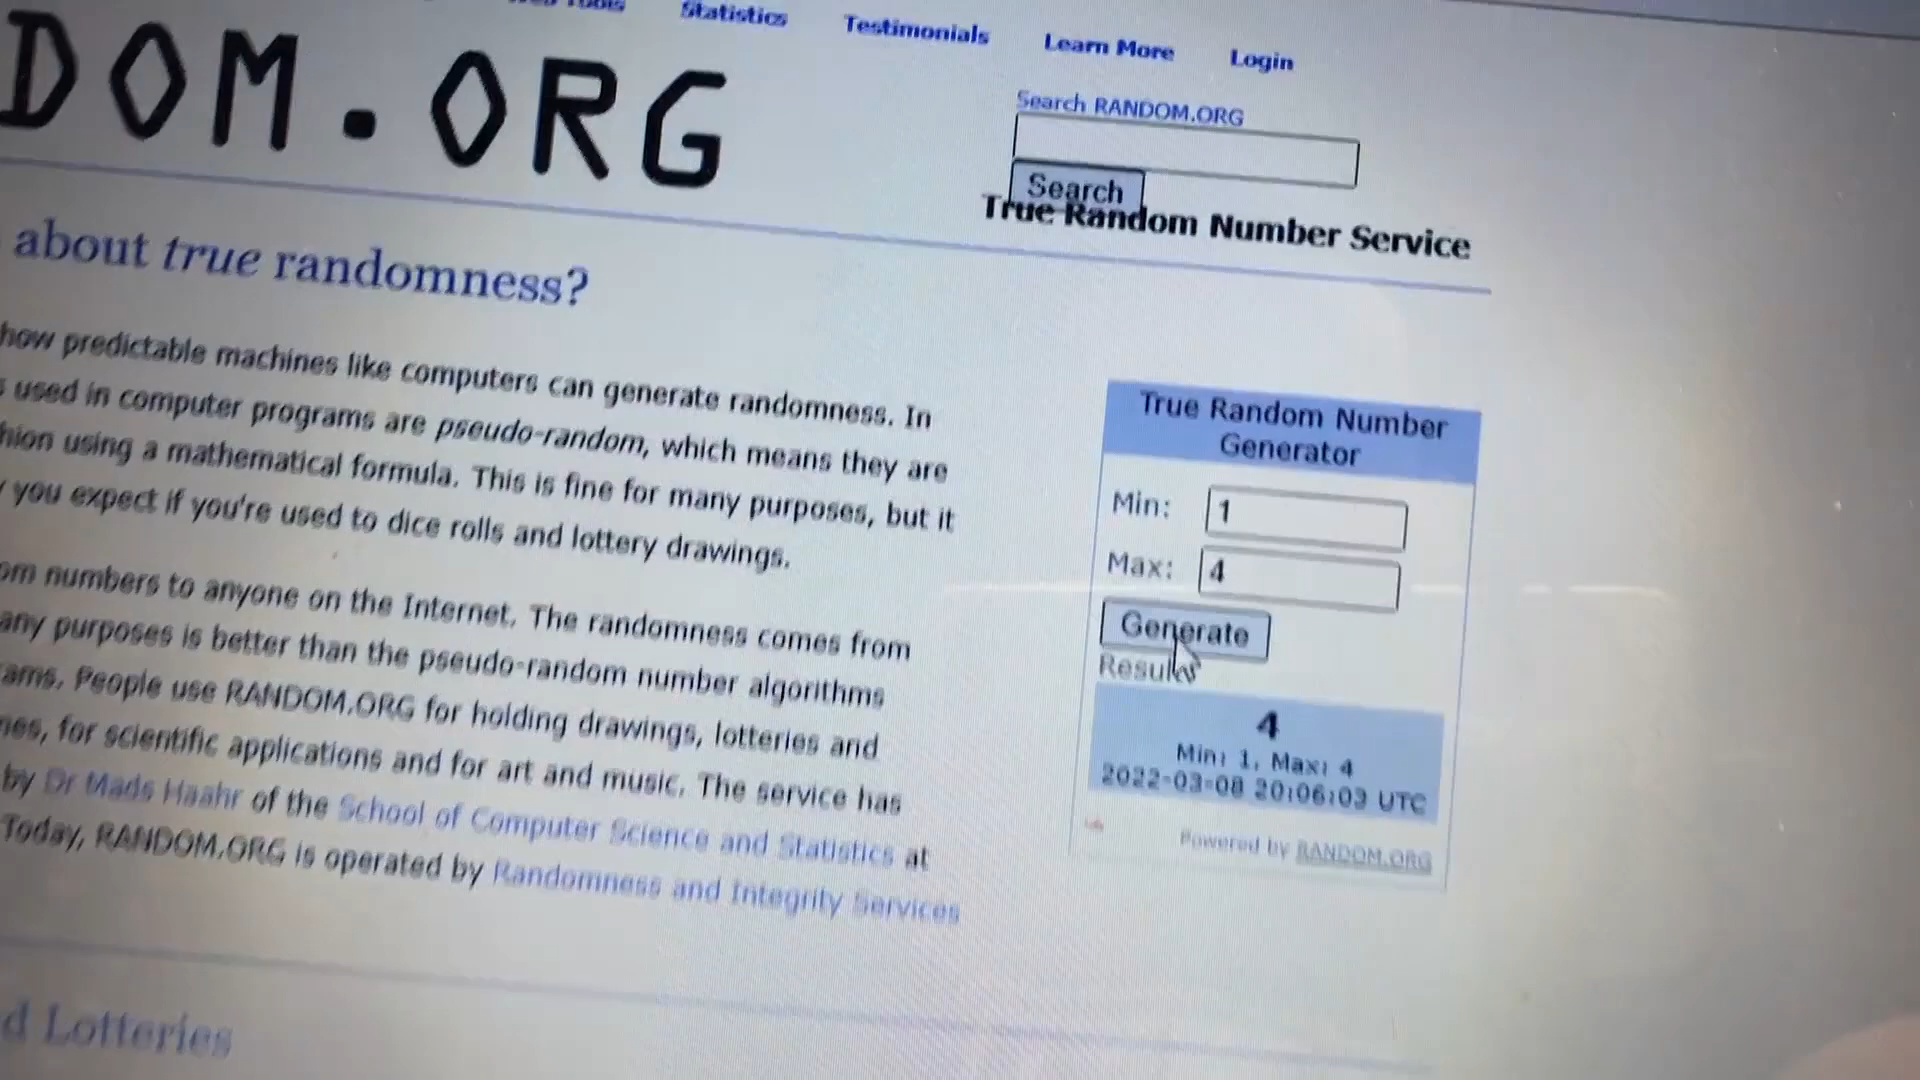 Tools Statistics Testimonials Learn More Login
DOM.ORG
Search RANDOM.ORG
Search
True Random Number Service
about true randomness?
how predictable machines like computers can generate randomness. In
used in computer programs are pseudo-random, which means they are
using a mathematical formula. This is fine for many purposes, but it
you expect if you're used to dice rolls and lottery drawings.
numbers to anyone on the Internet. The randomness comes from
any purposes is better than the pseudo-random number algorithms
People use RANDOM.ORG for holding drawings, lotteries and
for scientific applications and for art and music. The service has
by Dr Mads Haahr of the School of Computer Science and Statistics at
Today, RANDOM.ORG is operated by Randomness and Integrity Services
d Lotteries
True Random Number
Generator
Min: 1
Max: 4
Generate
Result
4
Min: 1, Max: 4
2022-03-08 20:06:03 UTC
Powered by RANDOM.ORG